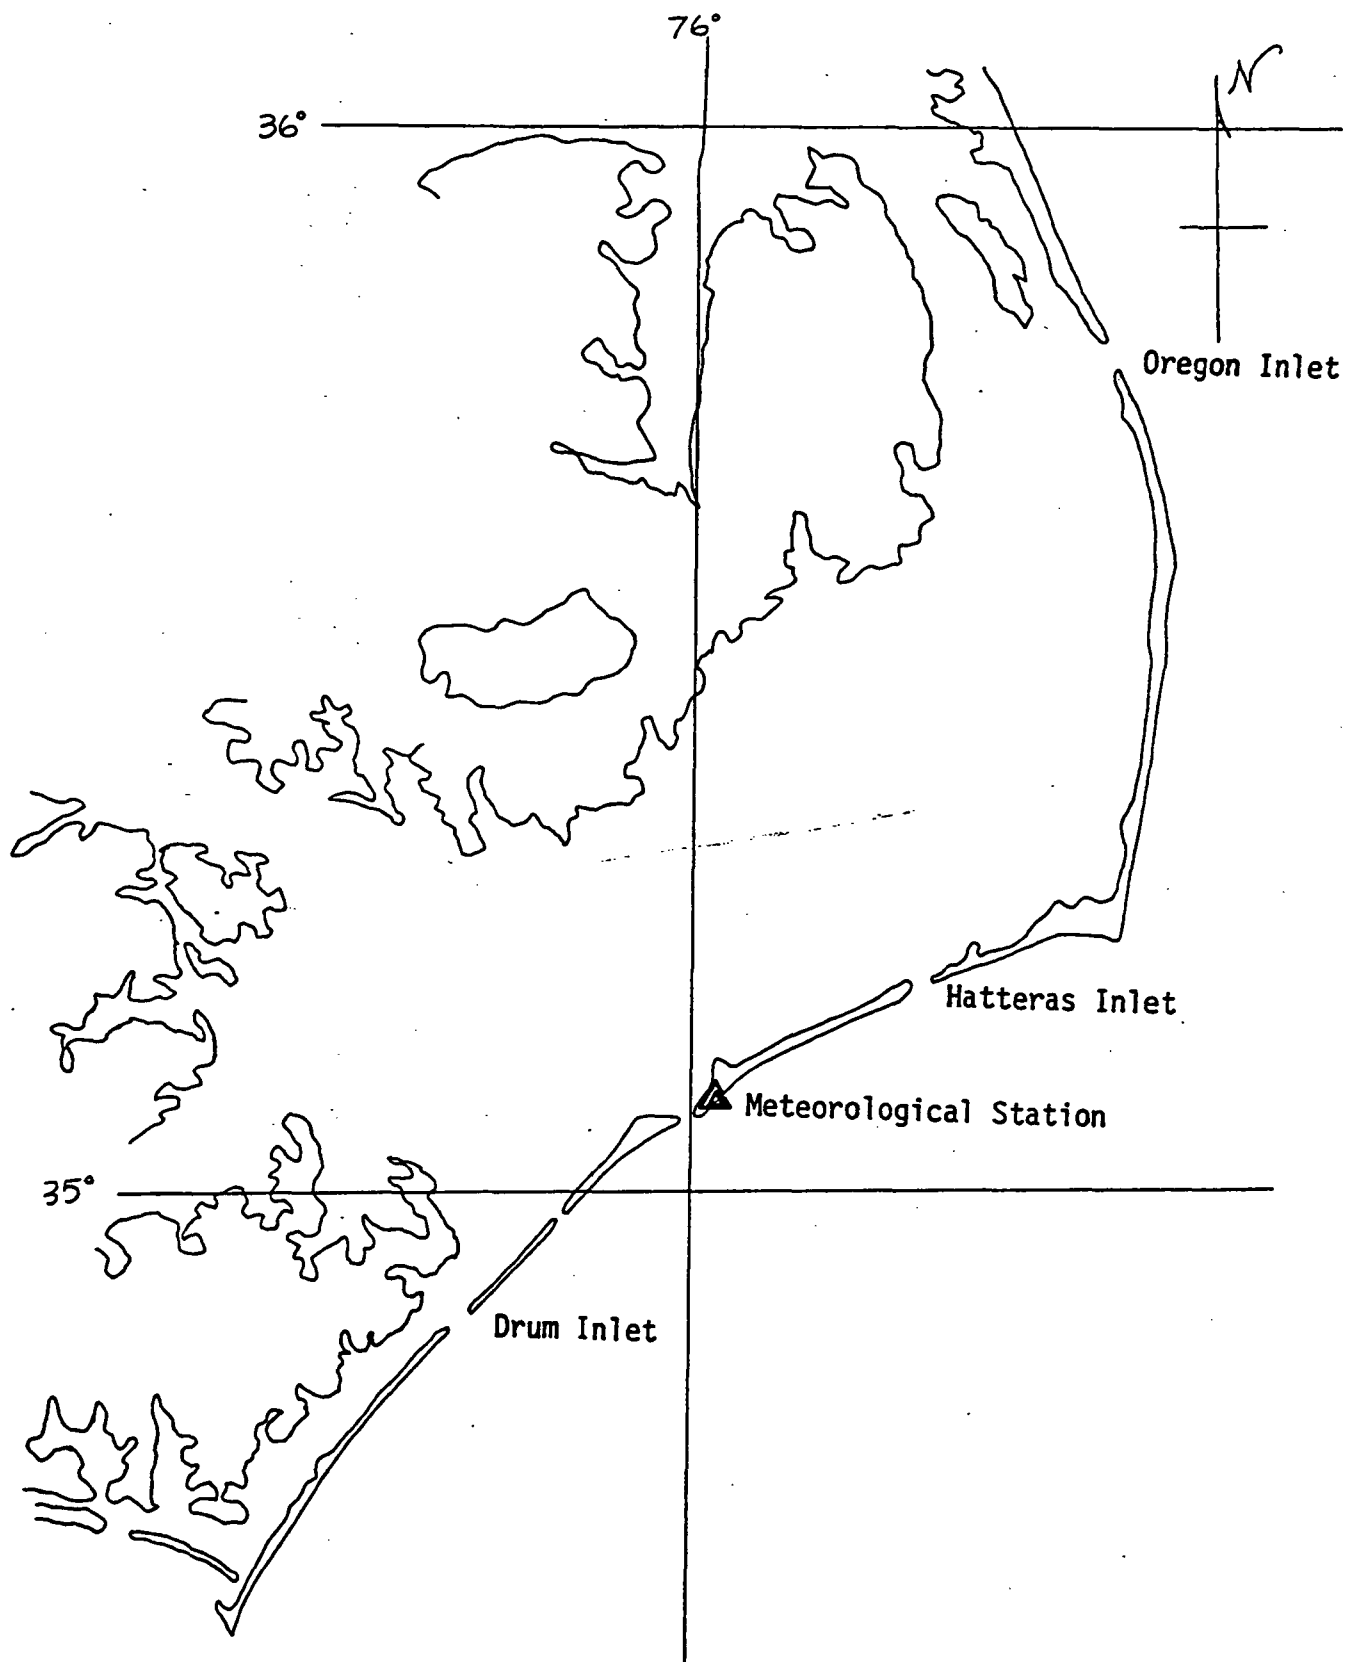 76°
N
36°
Oregon Inlet
Hatteras Inlet
Meteorological Station
35°
Drum Inlet